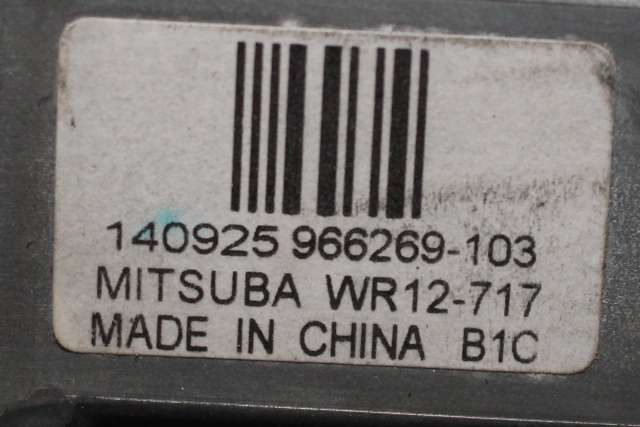 140925 966269-103
MITSUBA WR12-717
MADE IN CHINA B1C